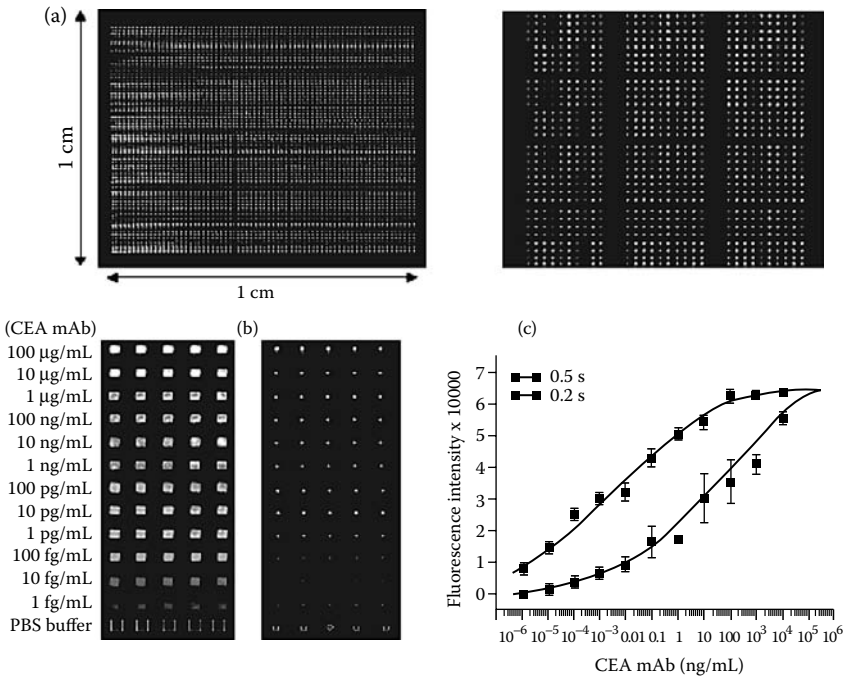 (a)
1 cm
1 cm
(CEA mAb)
100 µg/mL
10 µg/mL
1 µg/mL
100 ng/mL
10 ng/mL
1 ng/mL
100 pg/mL
10 pg/mL
1 pg/mL
100 fg/mL
10 fg/mL
1 fg/mL
PBS buffer
(b)
(c)
0.5 s
0.2 s
Fluorescence intensity x 10000
7
6
5
4
3
2
1
0
10⁻⁶ 10⁻⁵ 10⁻⁴ 10⁻³ 0.01 0.1 1 10 100 10³ 10⁴ 10⁵ 10⁶
CEA mAb (ng/mL)